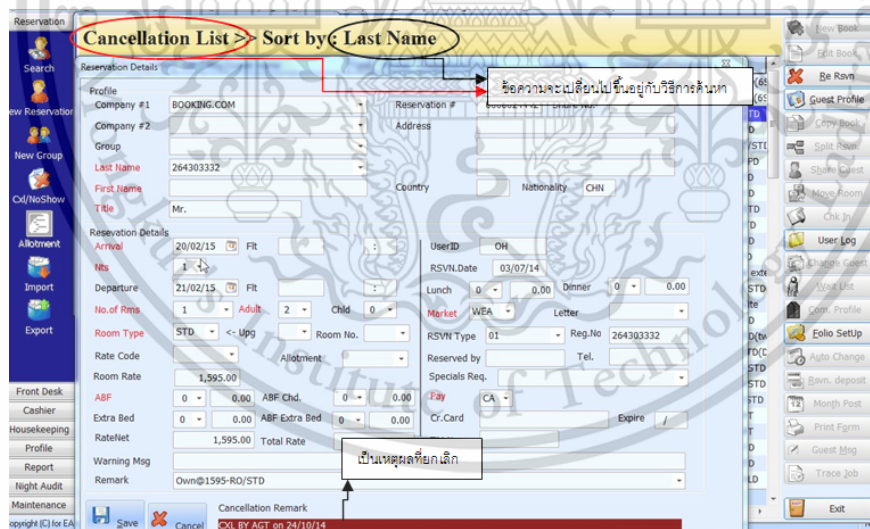 Reservation
Search
New Group
Cxl/NoShow
Allotment
Import
Export
Front Desk
Cashier
Housekeeping
Profile
Report
Night Audit
Maintenance
Cancellation List >> Sort by : Last Name
Reservation Details
ข้อความจะเปลี่ยนไปขึ้นอยู่กับวิธีการค้นหา
Profile
Company #1 BOOKING.COM Reservation #
Company #2 Address
Group
Last Name 264303332
First Name Country Nationality CHN
Title Mr.
Resevation Details
Arrival 20/02/15 Flt : UserID OH
Nts 1 RSVN.Date 03/07/14
Departure 21/02/15 Flt : Lunch 0 0.00 Dinner 0 0.00
No.of Rms 1 Adult 2 Chld 0 Market WEA Letter
Room Type STD <- Upg Room No. RSVN Type 01 Reg.No 264303332
Rate Code Allotment Reserved by Tel.
Room Rate 1,595.00 Specials Req.
ABF 0 0.00 ABF Chd. 0 0.00 Pay CA
Extra Bed 0 0.00 ABF Extra Bed 0 0.00 Cr.Card Expire /
RateNet 1,595.00 Total Rate
เป็นเหตุผลที่ยกเลิก
Warning Msg
Remark Own@1595-RO/STD
Cancellation Remark
Save Cancel CXL BY AGT on 24/10/14
New Book
Edit Book
Re Rsvn
Guest Profile
Copy Book
Split Rsvn.
Share Guest
Move Room
Chk In
User Log
Change Guest
Wait List
Com. Profile
Folio SetUp
Auto Change
Rsvn. deposit
Month Post
Print Form
Guest Msg
Trace Job
Exit
Institute of Technology